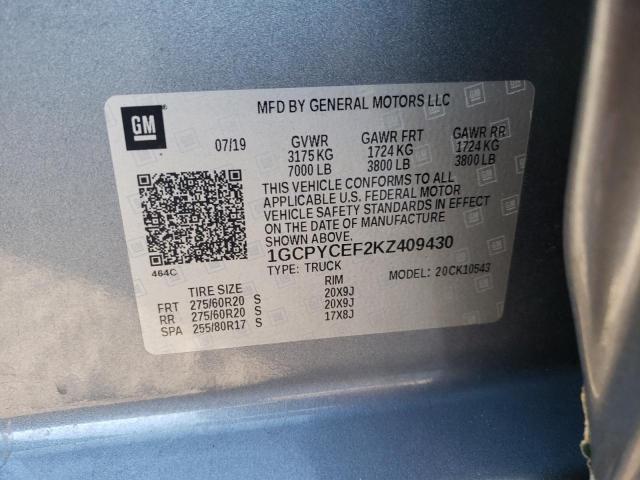 MFD BY GENERAL MOTORS LLC
GM
07/19 GVWR GAWR FRT GAWR RR
3175 KG 1724 KG 1724 KG
7000 LB 3800 LB 3800 LB
THIS VEHICLE CONFORMS TO ALL
APPLICABLE U.S. FEDERAL MOTOR
VEHICLE SAFETY STANDARDS IN EFFECT
ON THE DATE OF MANUFACTURE
SHOWN ABOVE.
1GCPYCEF2KZ409430
464C
TYPE: TRUCK MODEL: 20CK10543
TIRE SIZE RIM
FRT 275/60R20 S 20X9J
RR 275/60R20 S 20X9J
SPA 255/80R17 S 17X8J